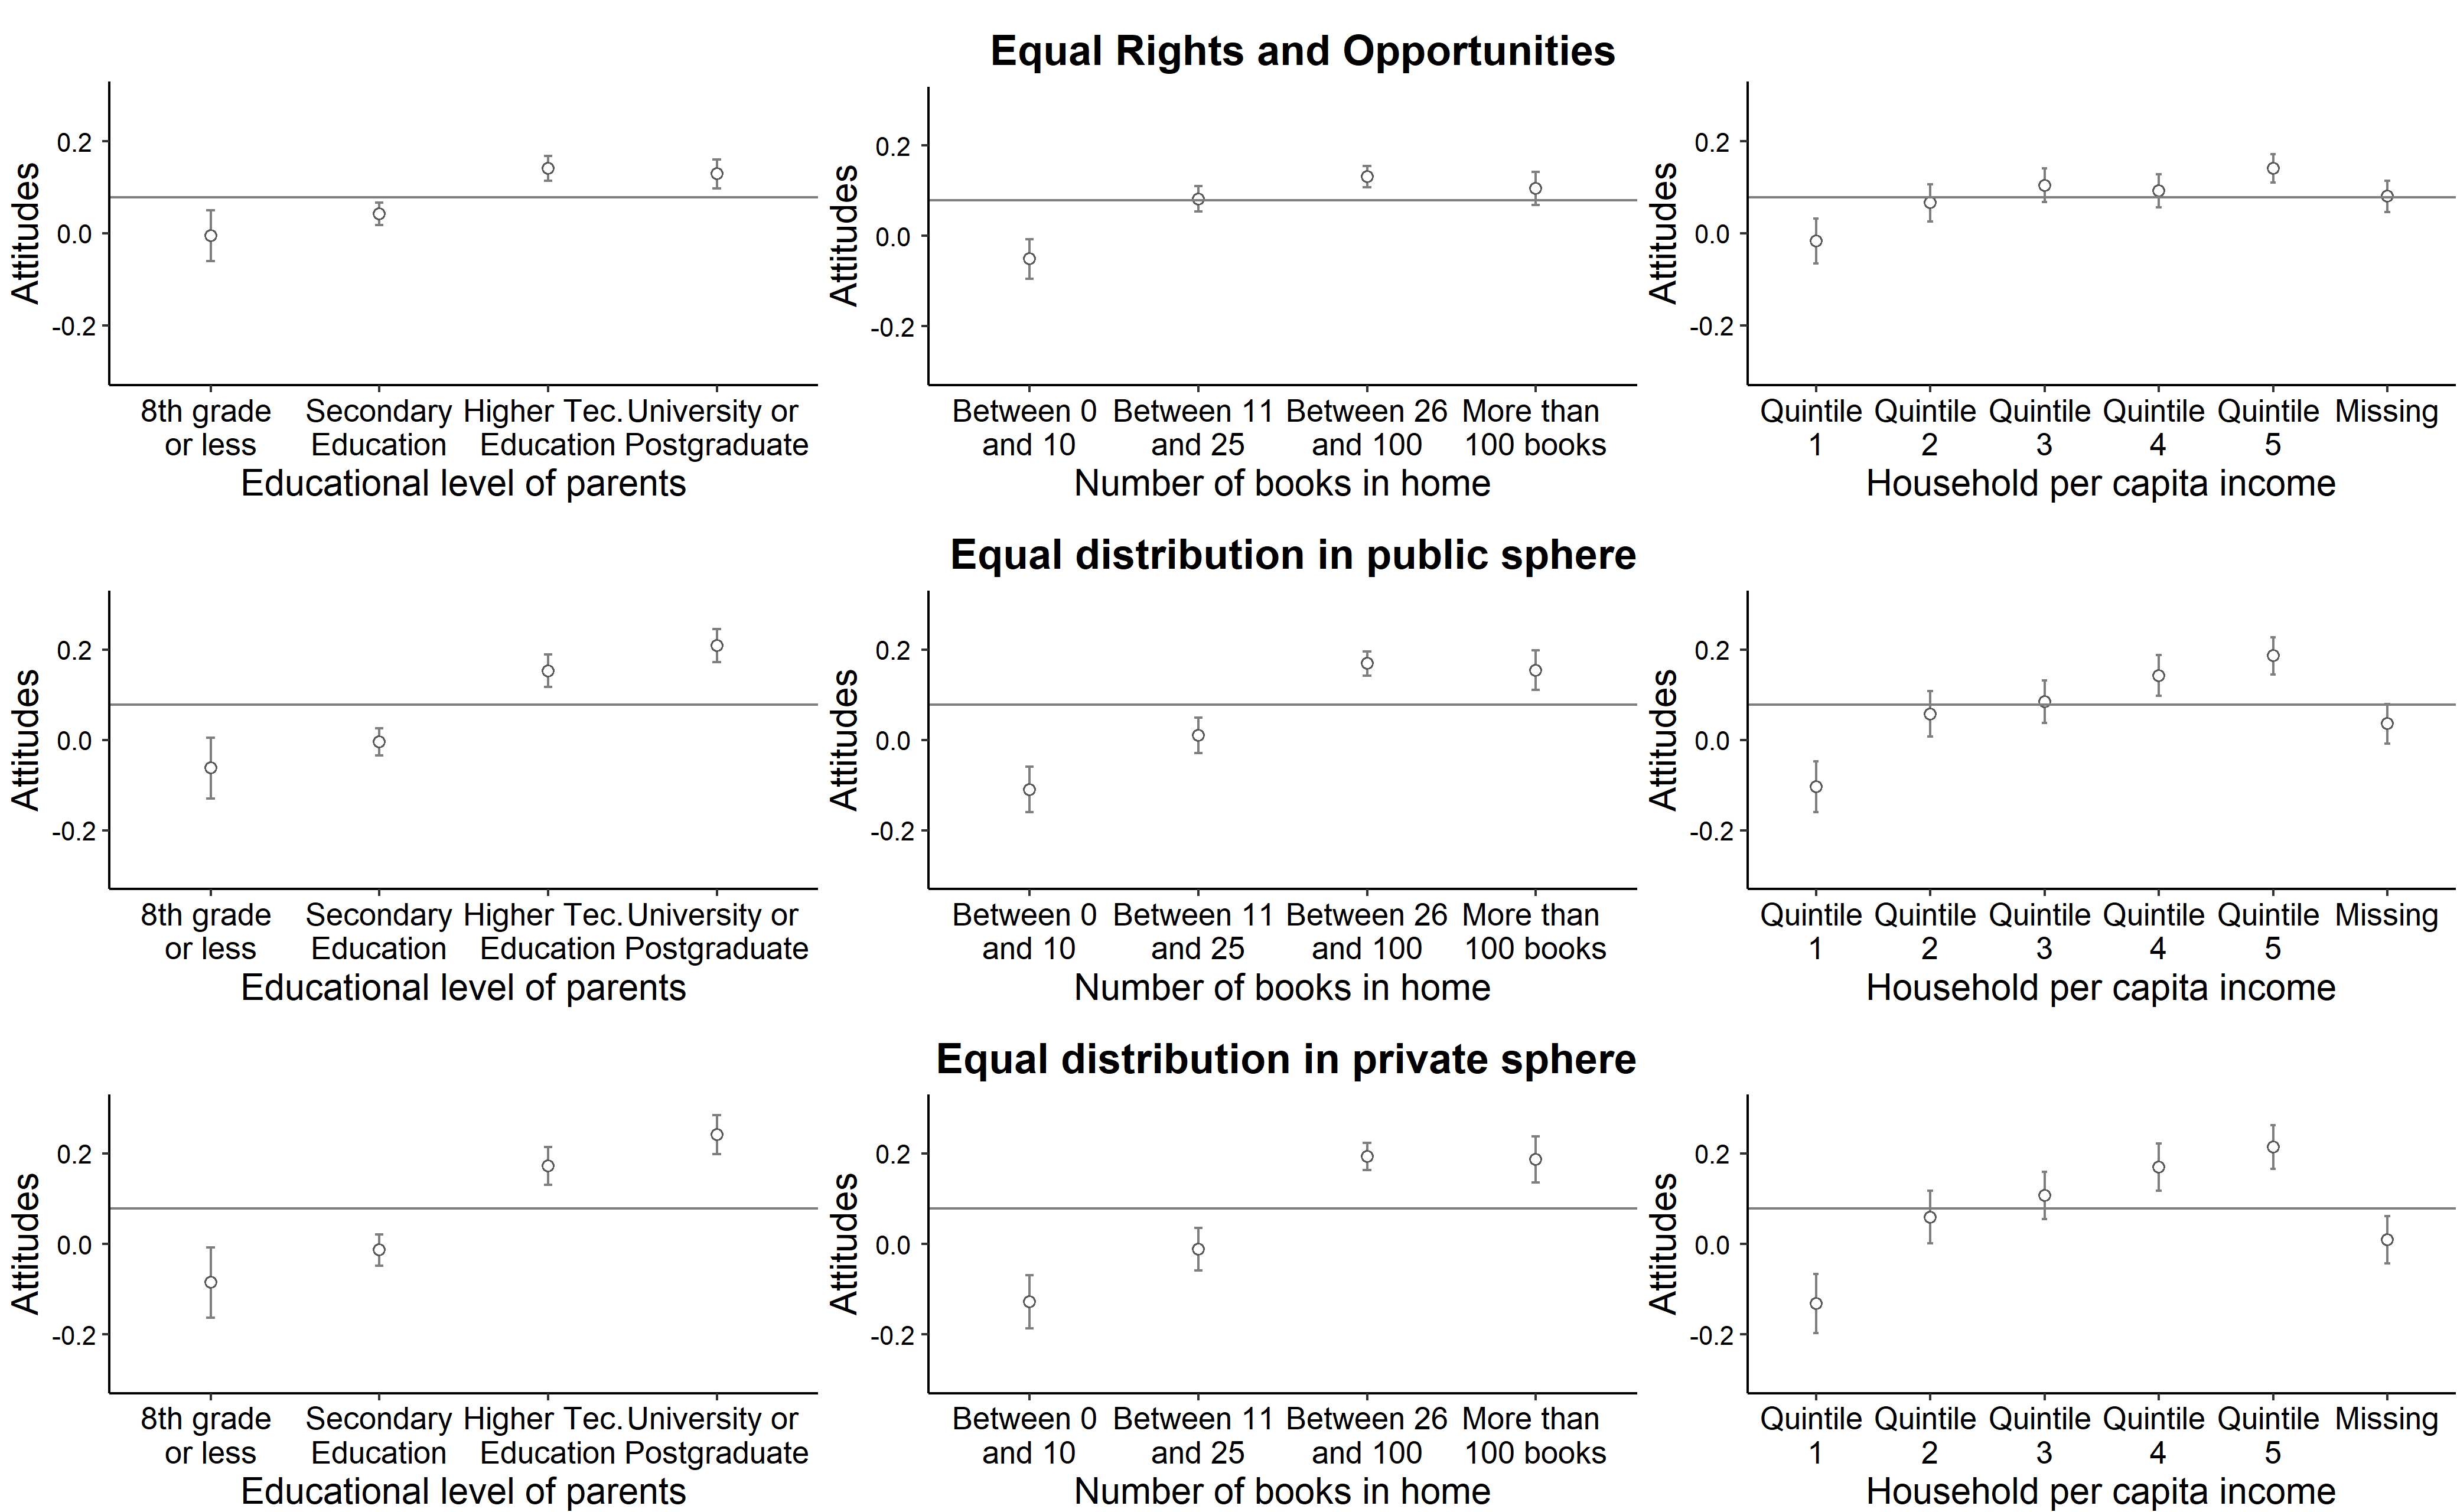 Equal Rights and Opportunities
Attitudes
0.2
0.0
-0.2
8th grade Secondary Higher Tec. University or
or less Education Education Postgraduate
Educational level of parents
Attitudes
0.2
0.0
-0.2
Between 0 Between 11 Between 26 More than
and 10 and 25 and 100 100 books
Number of books in home
Attitudes
0.2
0.0
-0.2
Quintile Quintile Quintile Quintile Quintile Missing
1 2 3 4 5
Household per capita income
Equal distribution in public sphere
Attitudes
0.2
0.0
-0.2
8th grade Secondary Higher Tec. University or
or less Education Education Postgraduate
Educational level of parents
Attitudes
0.2
0.0
-0.2
Between 0 Between 11 Between 26 More than
and 10 and 25 and 100 100 books
Number of books in home
Attitudes
0.2
0.0
-0.2
Quintile Quintile Quintile Quintile Quintile Missing
1 2 3 4 5
Household per capita income
Equal distribution in private sphere
Attitudes
0.2
0.0
-0.2
8th grade Secondary Higher Tec. University or
or less Education Education Postgraduate
Educational level of parents
Attitudes
0.2
0.0
-0.2
Between 0 Between 11 Between 26 More than
and 10 and 25 and 100 100 books
Number of books in home
Attitudes
0.2
0.0
-0.2
Quintile Quintile Quintile Quintile Quintile Missing
1 2 3 4 5
Household per capita income